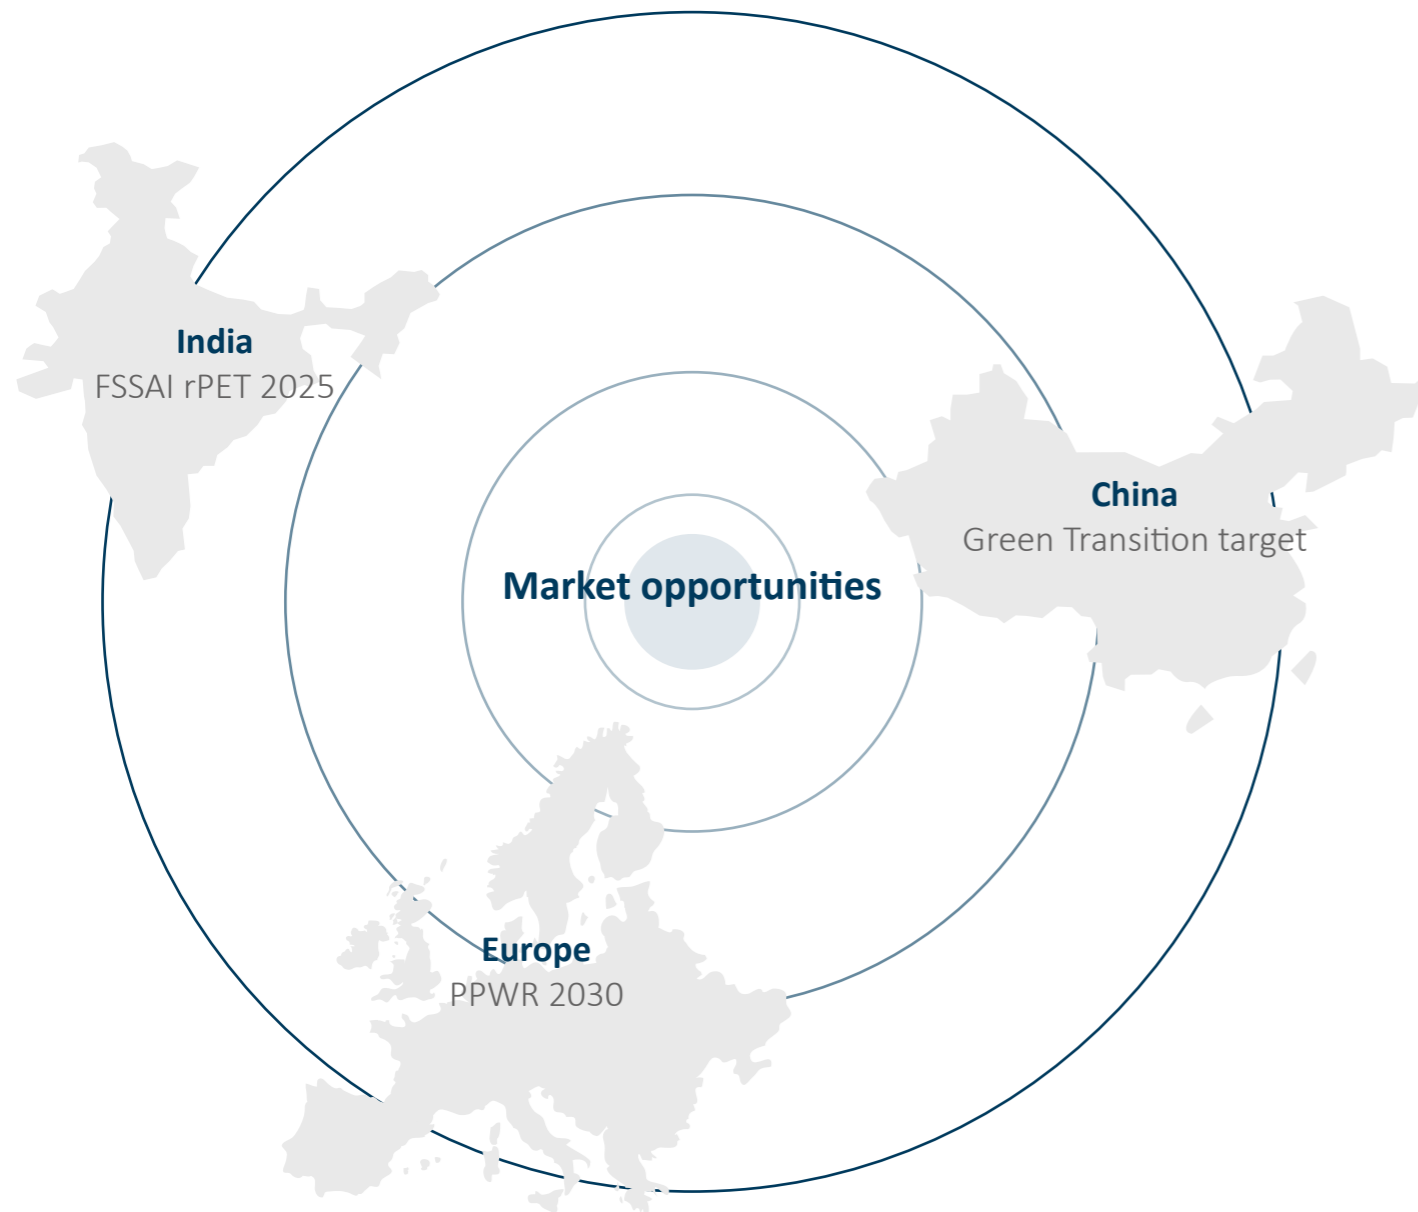 India
FSSAI rPET 2025
China
Green Transition target
Market opportunities
Europe
PPWR 2030